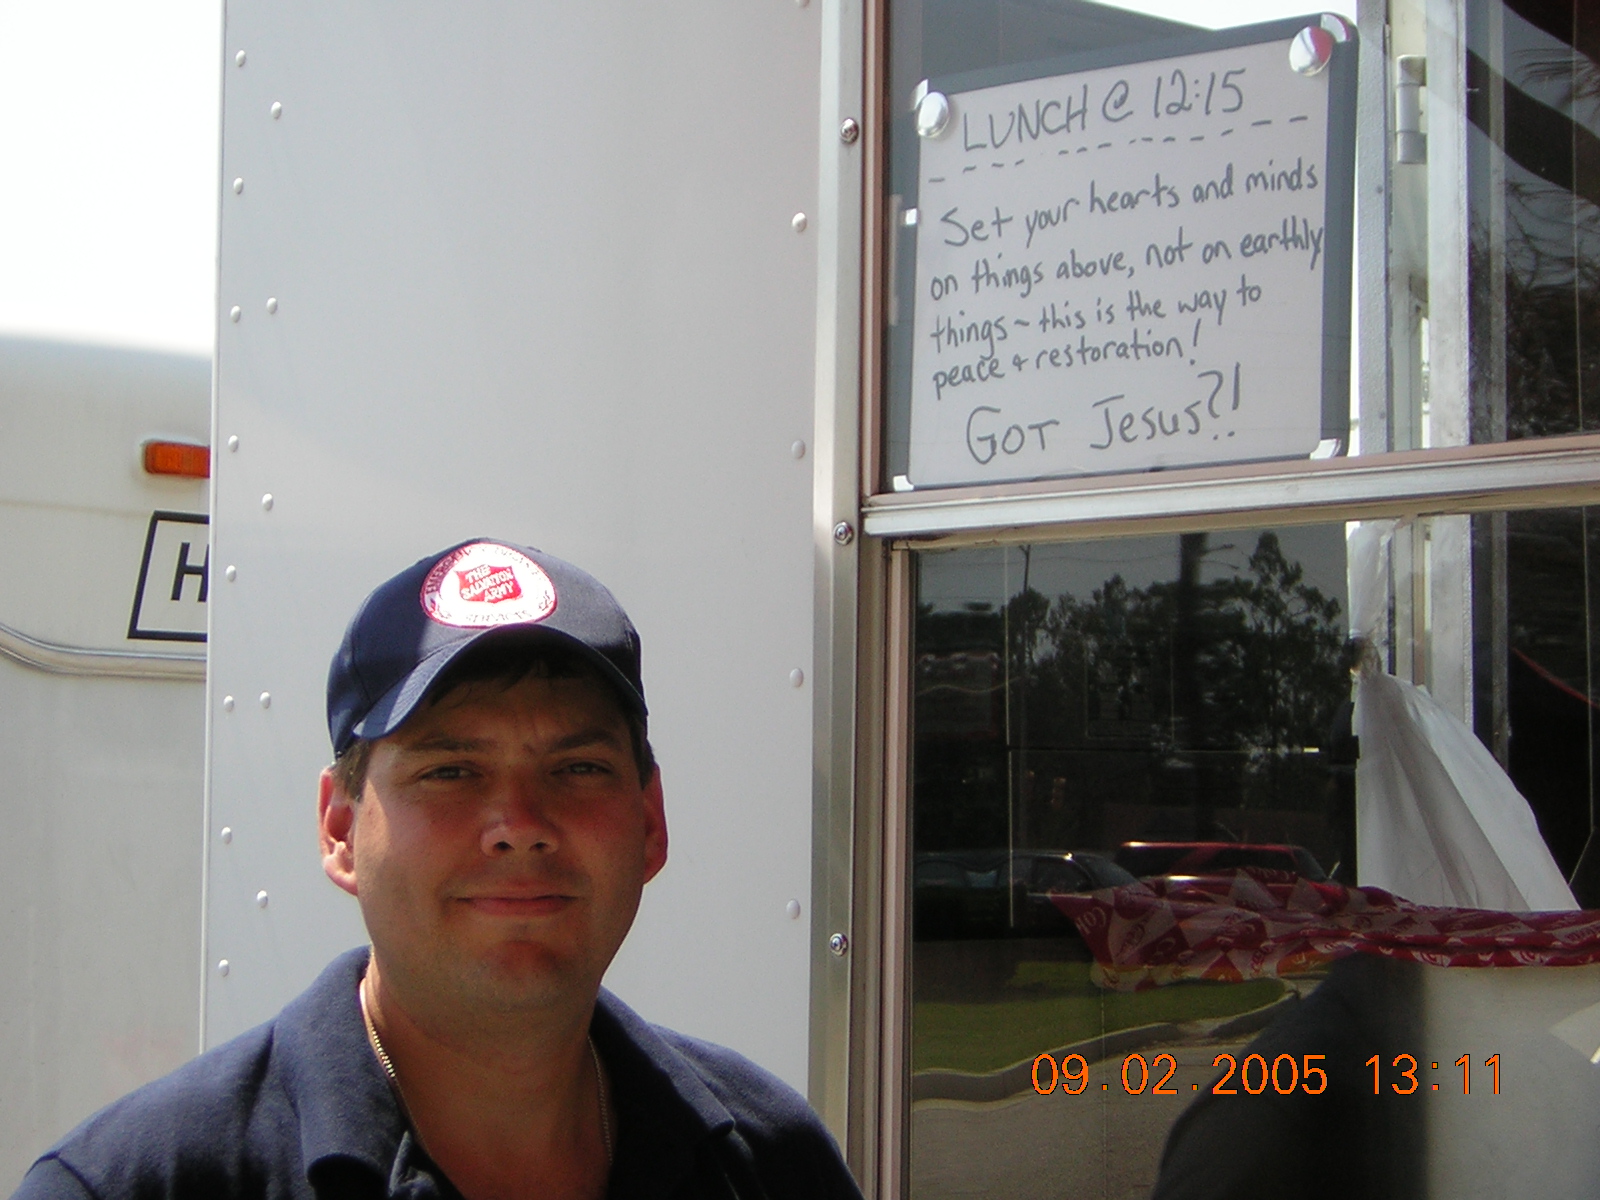 LUNCH @ 12:15
Set your hearts and minds
on things above, not on earthly
things ~ this is the way to
peace & restoration!
GOT Jesus?!
H
THE
SALVATION
ARMY
SERVICES
09.02.2005 13:11